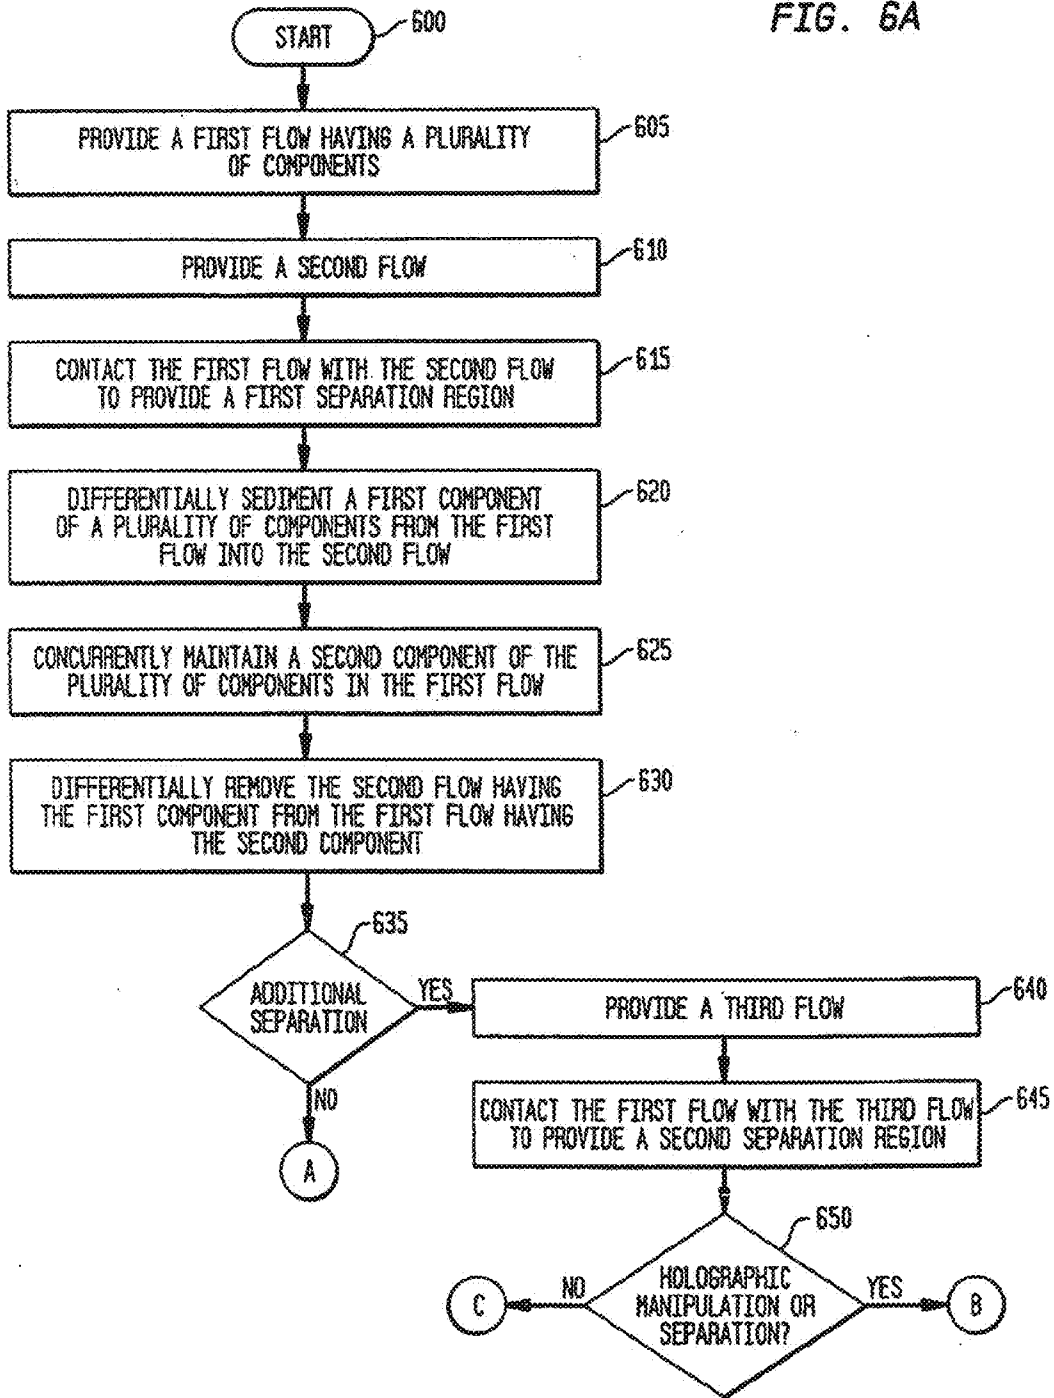 FIG. 6A
START
600
PROVIDE A FIRST FLOW HAVING A PLURALITY
OF COMPONENTS
605
PROVIDE A SECOND FLOW
610
CONTACT THE FIRST FLOW WITH THE SECOND FLOW
TO PROVIDE A FIRST SEPARATION REGION
615
DIFFERENTIALLY SEDIMENT A FIRST COMPONENT
OF A PLURALITY OF COMPONENTS FROM THE FIRST
FLOW INTO THE SECOND FLOW
620
CONCURRENTLY MAINTAIN A SECOND COMPONENT OF THE
PLURALITY OF COMPONENTS IN THE FIRST FLOW
625
DIFFERENTIALLY REMOVE THE SECOND FLOW HAVING
THE FIRST COMPONENT FROM THE FIRST FLOW HAVING
THE SECOND COMPONENT
630
ADDITIONAL
SEPARATION
635
YES
NO
A
PROVIDE A THIRD FLOW
640
CONTACT THE FIRST FLOW WITH THE THIRD FLOW
TO PROVIDE A SECOND SEPARATION REGION
645
HOLOGRAPHIC
MANIPULATION OR
SEPARATION?
650
NO
C
YES
B